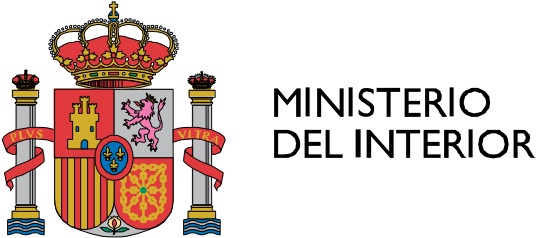 PLVS VLTRA
MINISTERIO
DEL INTERIOR